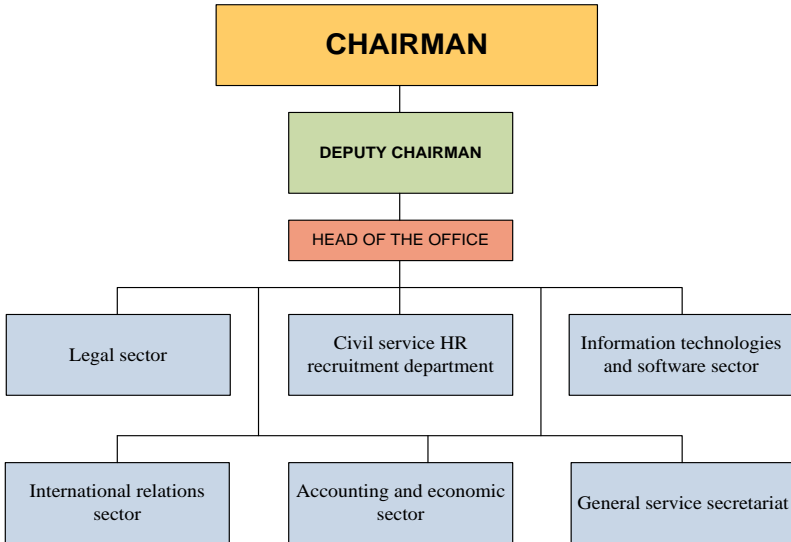 CHAIRMAN
DEPUTY CHAIRMAN
HEAD OF THE OFFICE
Legal sector
Civil service HR
recruitment department
Information technologies
and software sector
International relations
sector
Accounting and economic
sector
General service secretariat